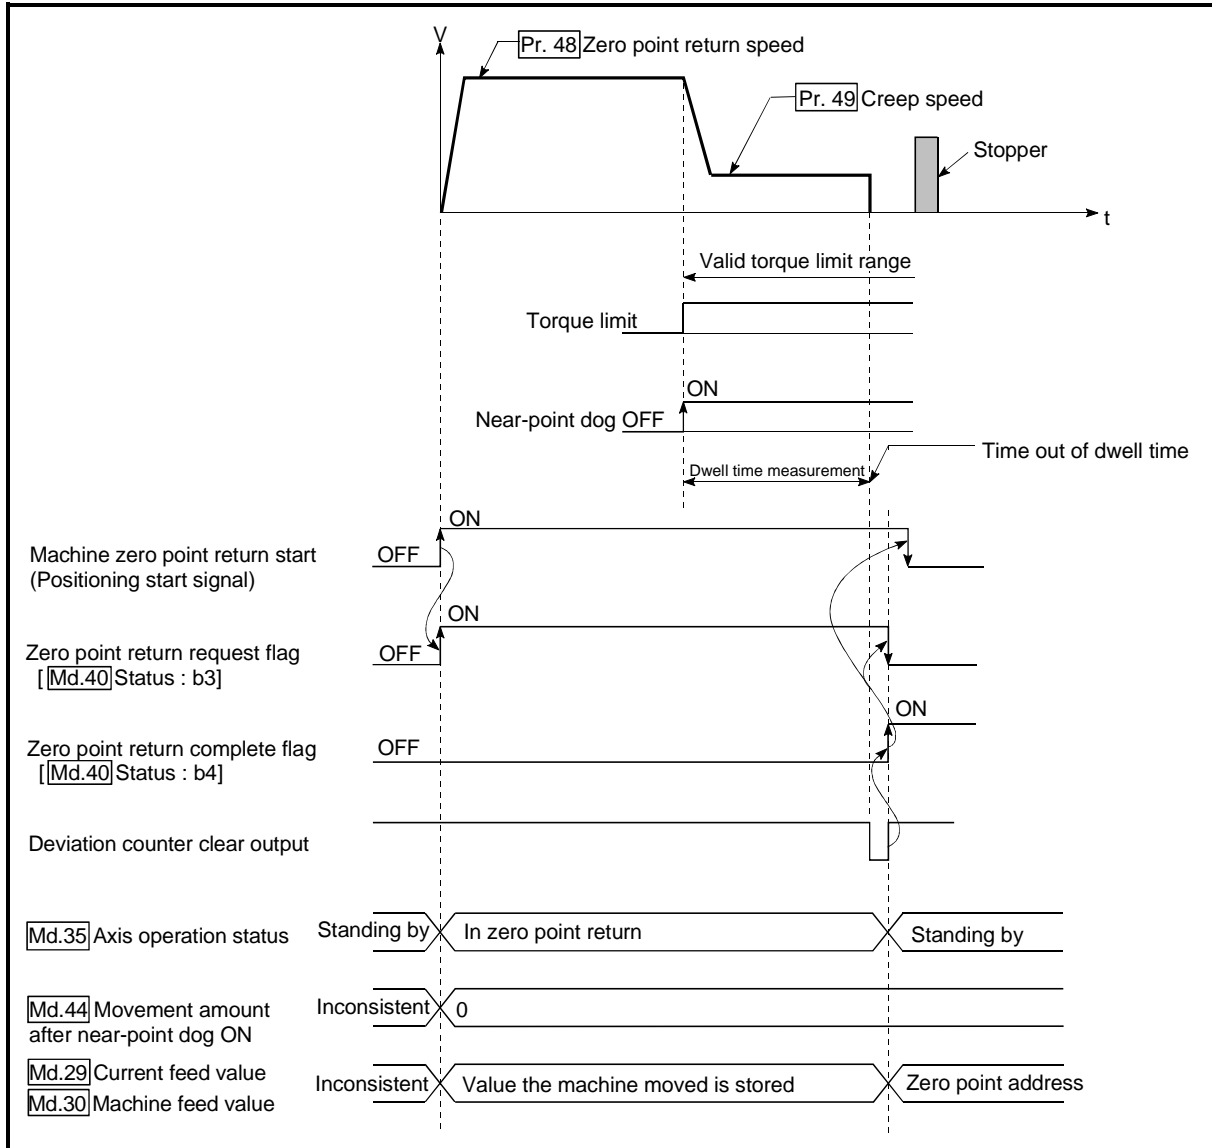 V
Pr. 48 Zero point return speed
Pr. 49 Creep speed
Stopper
t
Valid torque limit range
Torque limit
ON
Near-point dog OFF
Time out of dwell time
Dwell time measurement
ON
Machine zero point return start
(Positioning start signal)
OFF
ON
Zero point return request flag
[ Md.40 Status : b3]
OFF
ON
Zero point return complete flag
[ Md.40 Status : b4]
OFF
Deviation counter clear output
Md.35 Axis operation status
Standing by
In zero point return
Standing by
Md.44 Movement amount
after near-point dog ON
Inconsistent
0
Md.29 Current feed value
Md.30 Machine feed value
Inconsistent
Value the machine moved is stored
Zero point address